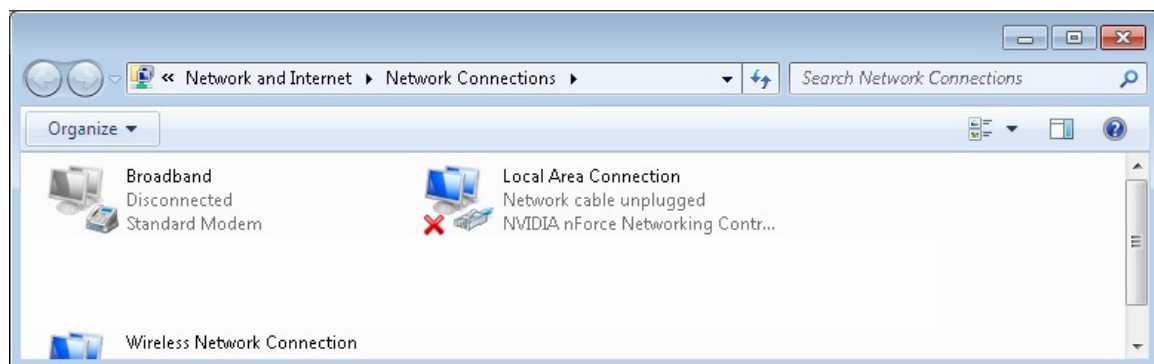 « Network and Internet ▸ Network Connections ▸
Search Network Connections
Organize
Broadband
Disconnected
Standard Modem
Local Area Connection
Network cable unplugged
NVIDIA nForce Networking Contr...
Wireless Network Connection